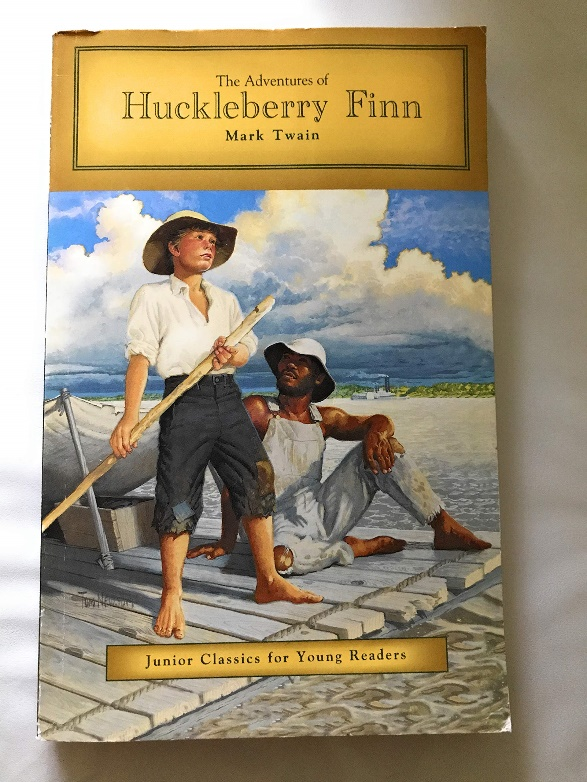 The Adventures of
Huckleberry Finn
Mark Twain
Junior Classics for Young Readers